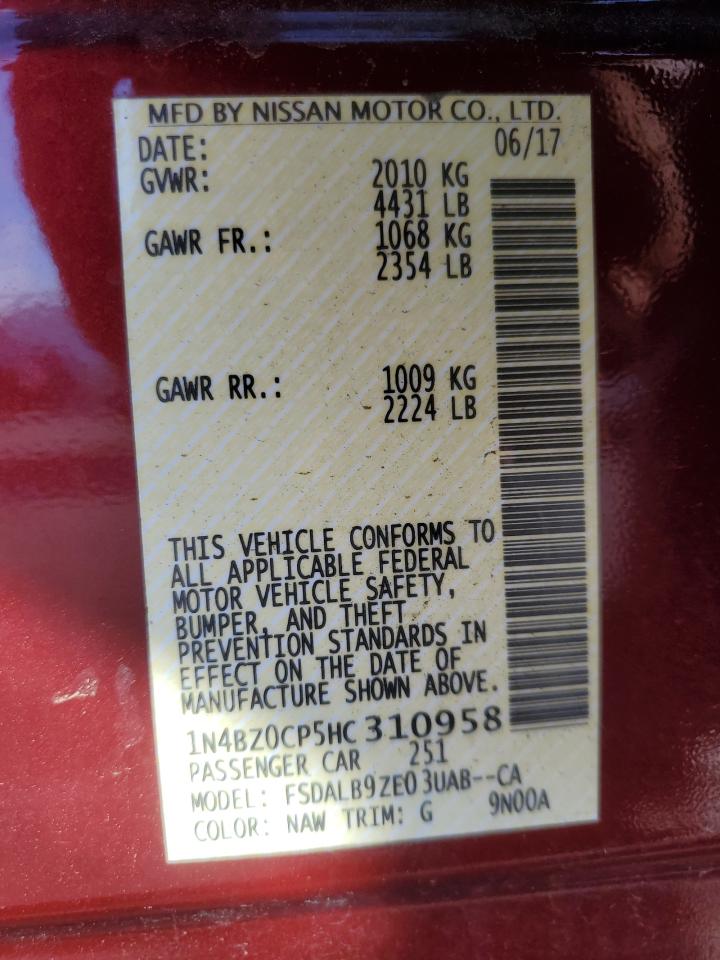 MFD BY NISSAN MOTOR CO., LTD.
DATE: 06/17
GVWR: 2010 KG
4431 LB
GAWR FR.: 1068 KG
2354 LB
GAWR RR.: 1009 KG
2224 LB
THIS VEHICLE CONFORMS TO
ALL APPLICABLE FEDERAL
MOTOR VEHICLE SAFETY,
BUMPER, AND THEFT
PREVENTION STANDARDS IN
EFFECT ON THE DATE OF
MANUFACTURE SHOWN ABOVE.
1N4BZ0CP5HC310958
PASSENGER CAR 251
MODEL: FSDALB9ZE03UAB--CA
COLOR: NAW TRIM: G 9N00A